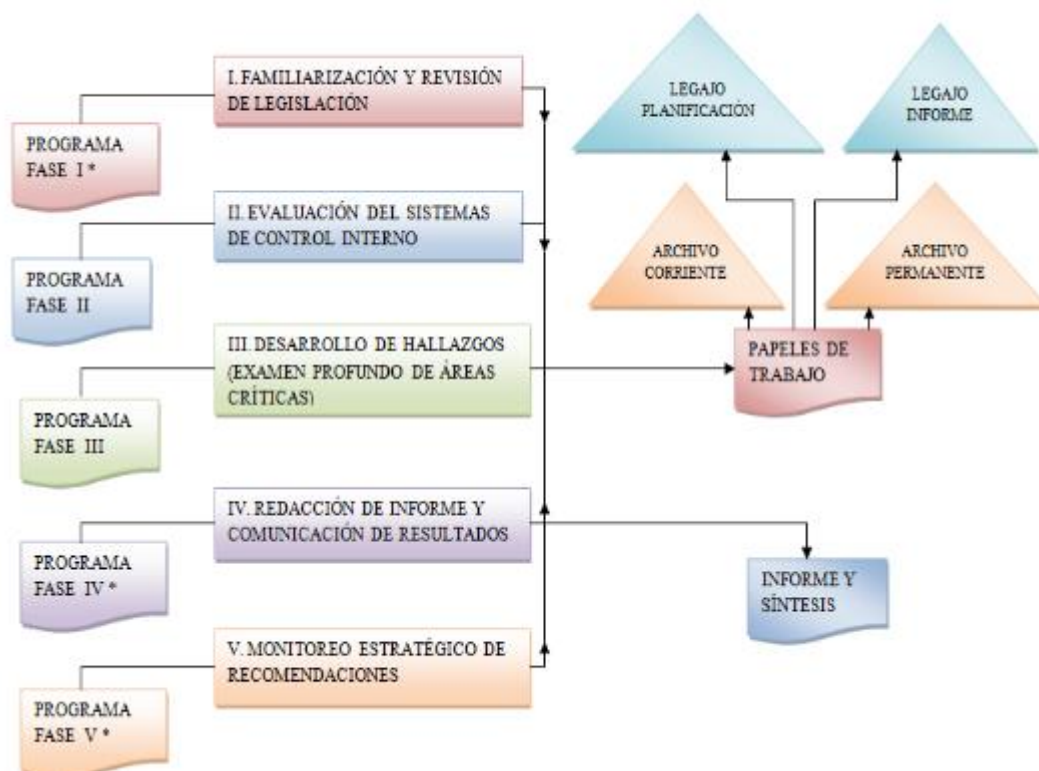 I. FAMILIARIZACIÓN Y REVISIÓN
DE LEGISLACIÓN
PROGRAMA
FASE I *
II. EVALUACIÓN DEL SISTEMAS
DE CONTROL INTERNO
PROGRAMA
FASE II
III. DESARROLLO DE HALLAZGOS
(EXAMEN PROFUNDO DE ÁREAS
CRÍTICAS)
PROGRAMA
FASE III
IV. REDACCIÓN DE INFORME Y
COMUNICACIÓN DE RESULTADOS
PROGRAMA
FASE IV *
V. MONITOREO ESTRATÉGICO DE
RECOMENDACIONES
PROGRAMA
FASE V *
LEGAJO
PLANIFICACIÓN
LEGAJO
INFORME
ARCHIVO
CORRIENTE
ARCHIVO
PERMANENTE
PAPELES DE
TRABAJO
INFORME Y
SÍNTESIS